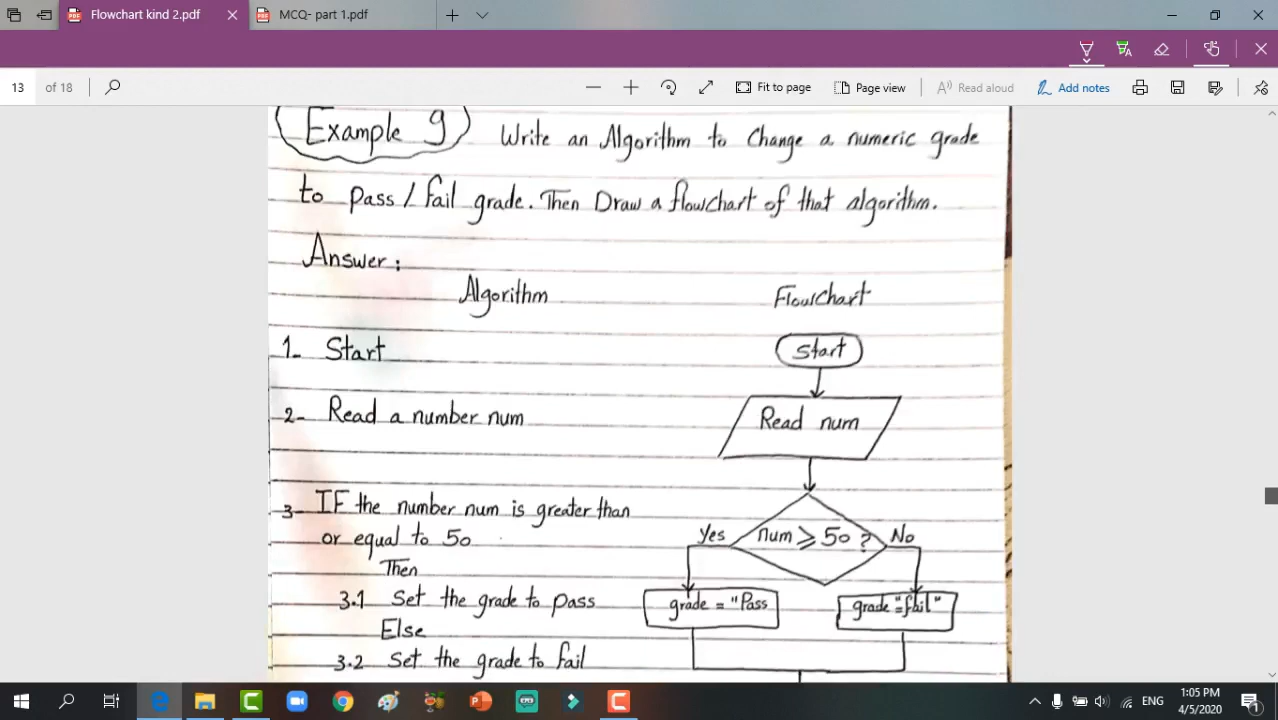 Flowchart kind 2.pdf
MCQ- part 1.pdf
13 of 18
Fit to page
Page view
Read aloud
Add notes
Example 9 Write an Algorithm to Change a numeric grade
to pass / fail grade. Then Draw a flowchart of that algorithm.
Answer :
Algorithm
1- Start
2- Read a number num
3- IF the number num is greater than
or equal to 50
Then
3.1 Set the grade to pass
Else
3.2 Set the grade to fail
Flowchart
Start
Read num
Yes num ⩾ 50 ? No
grade = "Pass
grade = "fail"
ENG
1:05 PM
4/5/2020